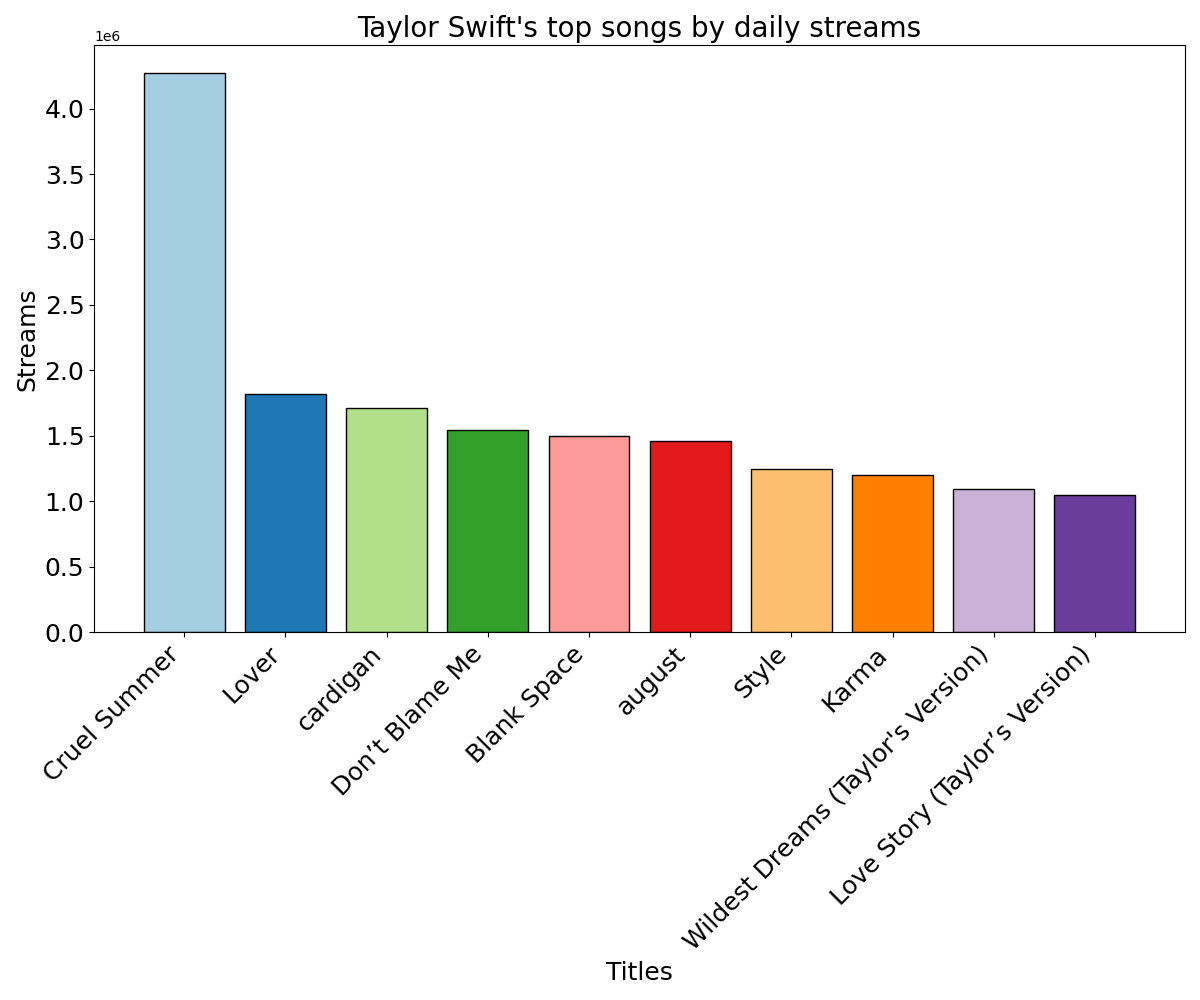 Taylor Swift's top songs by daily streams
1e6
4.0
3.5
3.0
2.5
2.0
1.5
1.0
0.5
0.0
Streams
Cruel Summer
Lover
cardigan
Don’t Blame Me
Blank Space
august
Style
Karma
Wildest Dreams (Taylor's Version)
Love Story (Taylor’s Version)
Titles